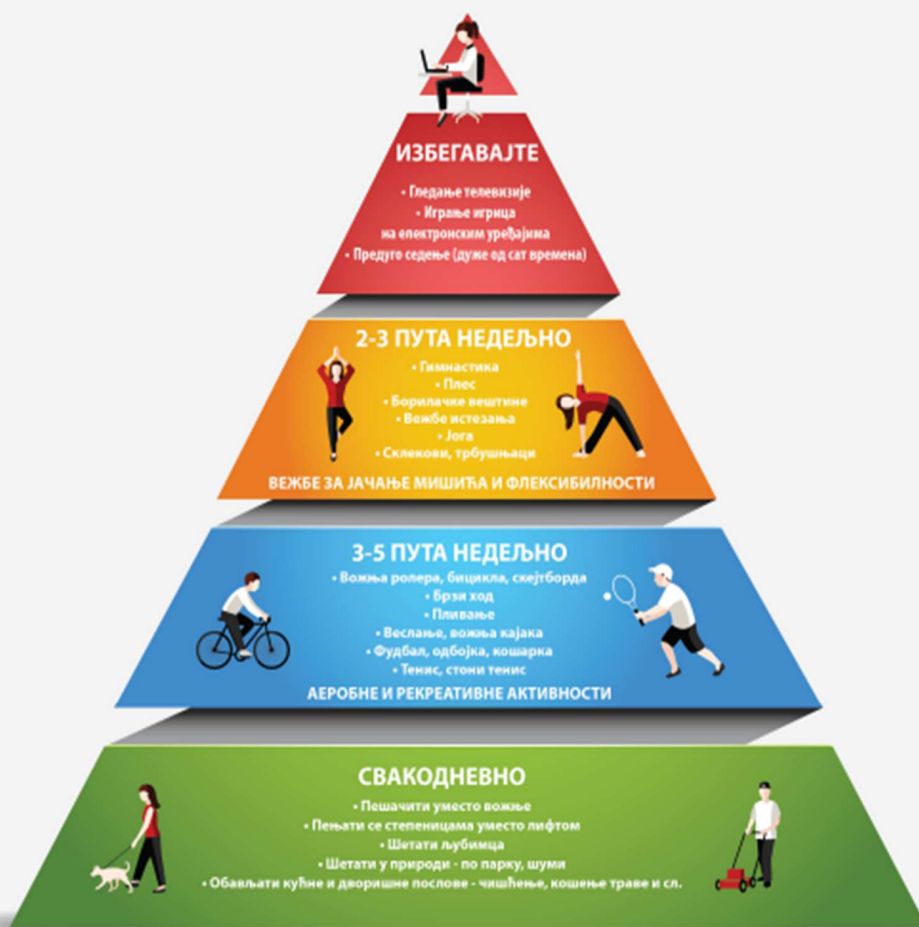 ИЗБЕГАВАЈТЕ
• Гледање телевизије
• Играње игрица
на електронским уређајима
• Предуго седење (дуже од сат времена)
2-3 ПУТА НЕДЕЉНО
• Гимнастика
• Плес
• Борилачке вештине
• Вежбе истезања
• Јога
• Склекови, трбушњаци
ВЕЖБЕ ЗА ЈАЧАЊЕ МИШИЋА И ФЛЕКСИБИЛНОСТИ
3-5 ПУТА НЕДЕЉНО
• Вожња ролера, бицикла, скејтборда
• Брзи ход
• Пливање
• Веслање, вожња кајака
• Фудбал, одбојка, кошарка
• Тенис, стони тенис
АЕРОБНЕ И РЕКРЕАТИВНЕ АКТИВНОСТИ
СВАКОДНЕВНО
• Пешачити уместо вожње
• Пењати се степеницама уместо лифтом
• Шетати љубимца
• Шетати у природи - по парку, шуми
• Обављати кућне и дворишне послове - чишћење, кошење траве и сл.